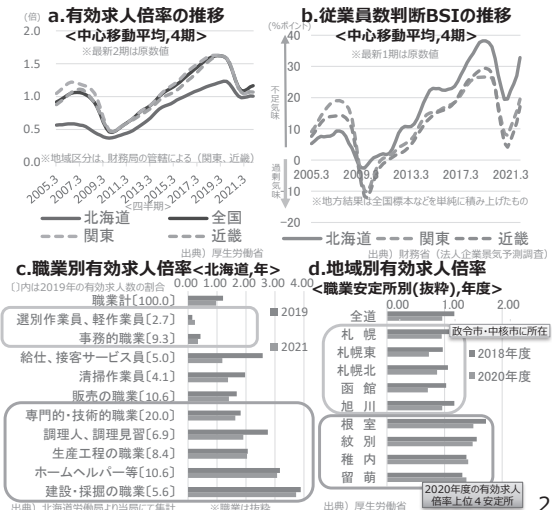 a.有効求人倍率の推移
<中心移動平均,4期>
(倍)
※最新2期は原数値
2.0
1.5
1.0
0.5
0.0
※地域区分は、財務局の管轄による（関東、近畿）
2005.3
2007.3
2009.3
2011.3
2013.3
2015.3
2017.3
2019.3
2021.3
<四半期>
北海道
全国
関東
近畿
出典）厚生労働省
b.従業員数判断BSIの推移
<中心移動平均,4期>
(%ポイント)
※最新1期は原数値
40
30
20
10
0
-10
-20
不足気味
過剰気味
2005.3
2009.3
2013.3
2017.3
2021.3
※地方結果は全国標本などを単純に積み上げたもの
北海道
関東
近畿
出典）財務省（法人企業景気予測調査）
c.職業別有効求人倍率<北海道,年>
〔〕内は2019年の有効求人数の割合
0.00
1.00
2.00
3.00
4.00
職業計〔100.0〕
選別作業員、軽作業員〔2.7〕
事務的職業〔9.3〕
給仕、接客サービス員〔5.0〕
清掃作業員〔4.1〕
販売の職業〔10.6〕
専門的・技術的職業〔20.0〕
調理人、調理見習〔6.9〕
生産工程の職業〔8.4〕
ホームヘルパー等〔10.6〕
建設・採掘の職業〔5.6〕
2019
2021
出典）北海道労働局より当局にて集計
※職業は抜粋
d.地域別有効求人倍率
<職業安定所別(抜粋),年度>
0.00
1.00
2.00
全道
札 幌
札幌東
札幌北
函 館
旭 川
根 室
紋 別
稚 内
留 萌
政令市・中核市に所在
2018年度
2020年度
2020年度の有効求人
倍率上位4安定所
出典）厚生労働省
2